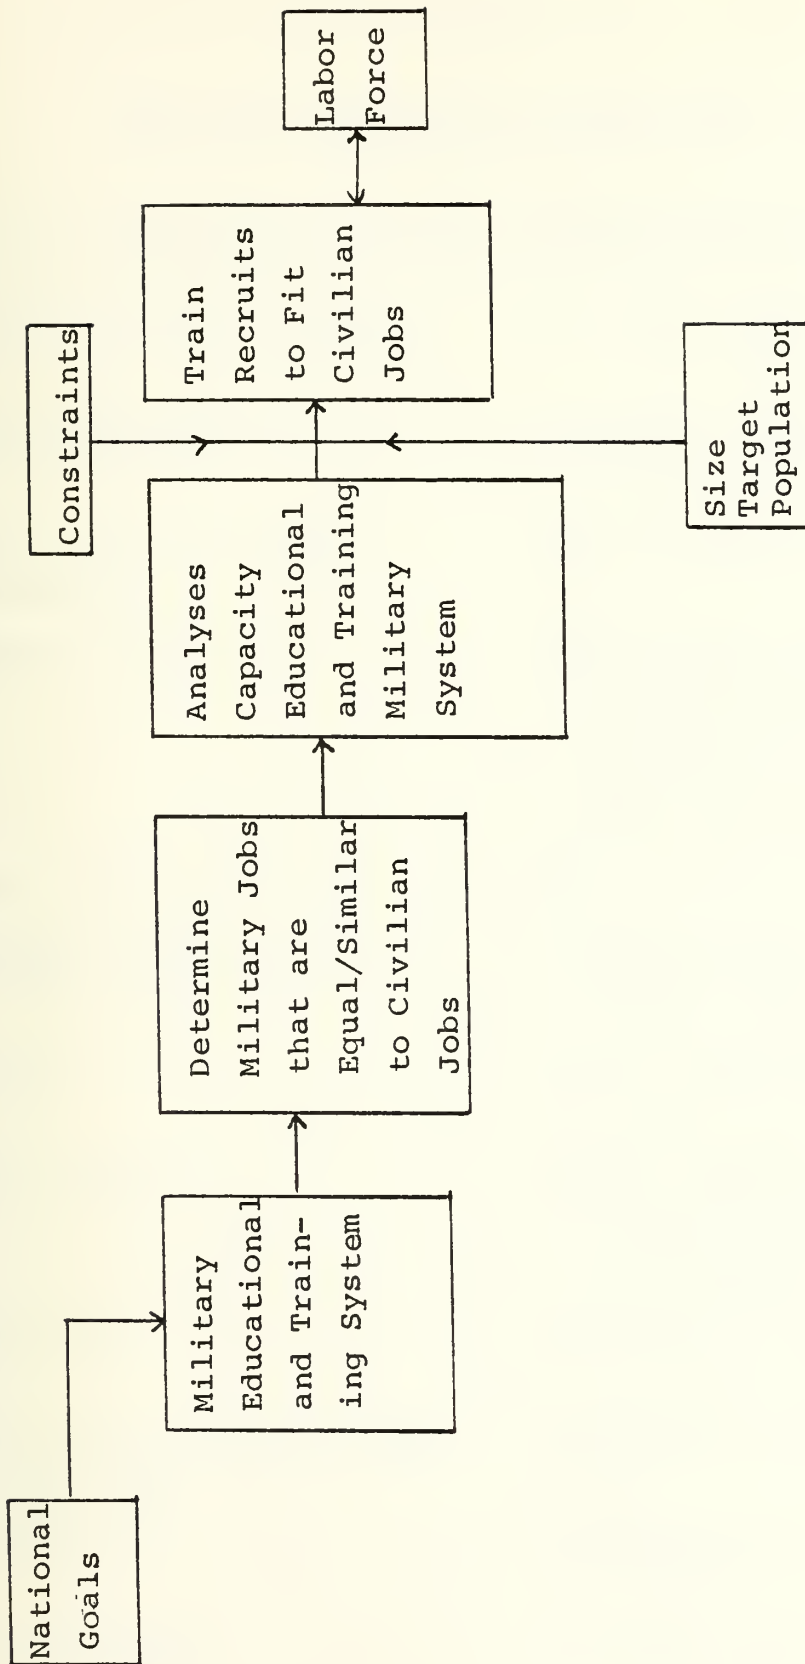 National
Goals
Military
Educational
and Train-
ing System
Determine
Military Jobs
that are
Equal/Similar
to Civilian
Jobs
Analyses
Capacity
Educational
and Training
Military
System
Constraints
Size
Target
Population
Train
Recruits
to Fit
Civilian
Jobs
Labor
Force